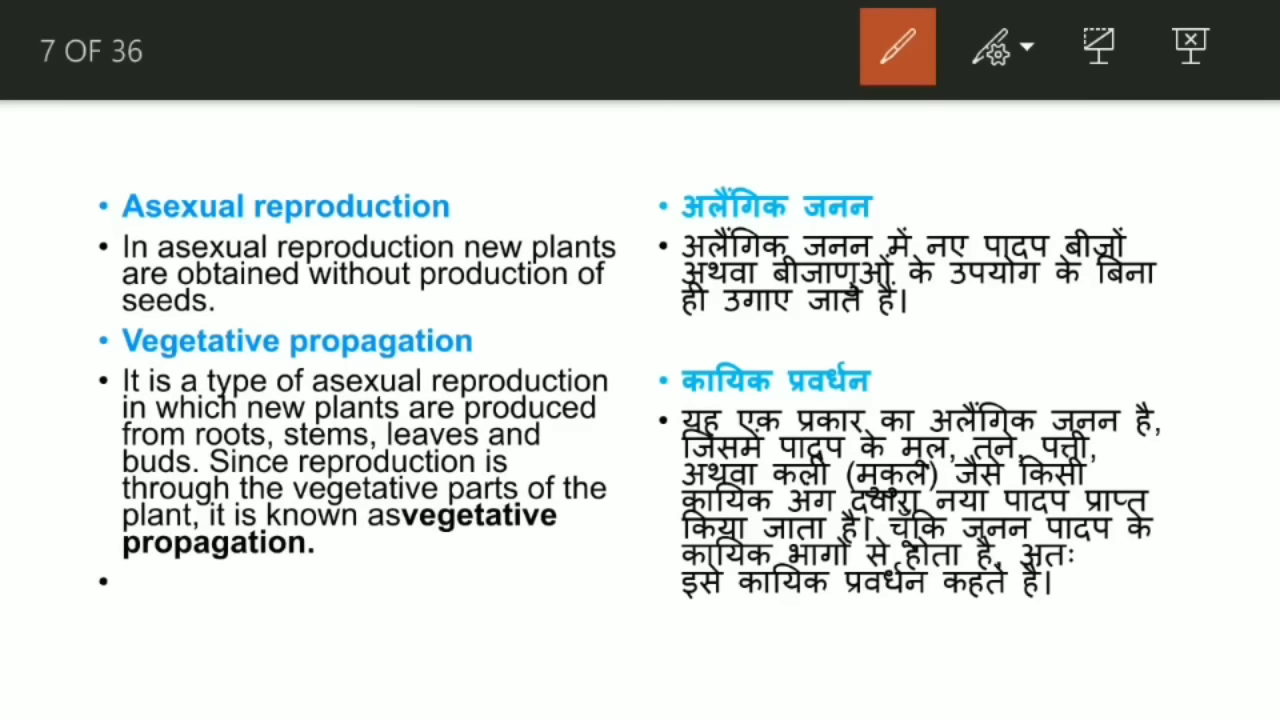 7 OF 36
• Asexual reproduction
• In asexual reproduction new plants
are obtained without production of
seeds.
• Vegetative propagation
• It is a type of asexual reproduction
in which new plants are produced
from roots, stems, leaves and
buds. Since reproduction is
through the vegetative parts of the
plant, it is known asvegetative
propagation.
•
• अलैंगिक जनन
• अलैंगिक जनन में नए पादप बीजों
अथवा बीजाणुओं के उपयोग के बिना
ही उगाए जाते हैं।
• कायिक प्रवर्धन
• यह एक प्रकार का अलैंगिक जनन है,
जिसमें पादप के मूल, तने, पत्ती,
अथवा कली (मुकुल) जैसे किसी
कायिक अंग द्वारा नया पादप प्राप्त
किया जाता है। चूंकि जनन पादप के
कायिक भागों से होता है, अतः
इसे कायिक प्रवर्धन कहते हैं।